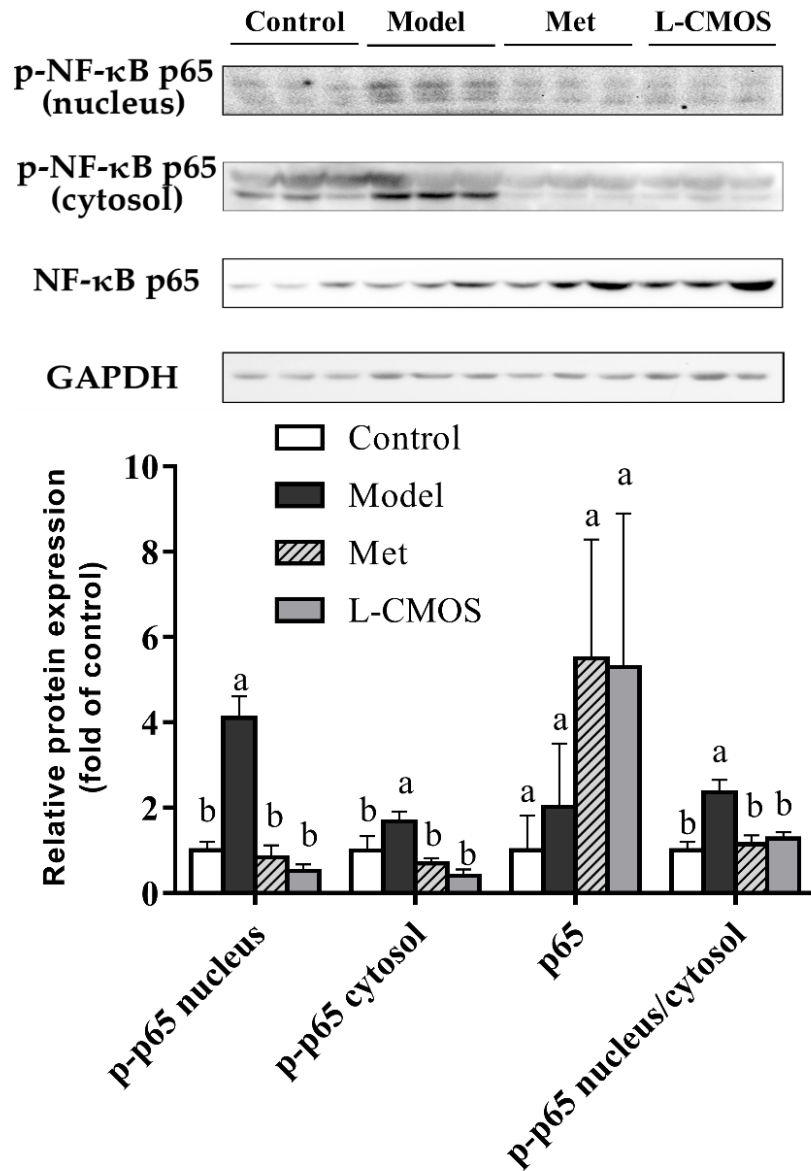 Control Model Met L-CMOS
p-NF-κB p65
(nucleus)
p-NF-κB p65
(cytosol)
NF-κB p65
GAPDH
Control
Model
Met
L-CMOS
Relative protein expression
(fold of control)
10
8
6
4
2
0
b a b b
b a b b
a a a a
b a b b
p-p65 nucleus
p-p65 cytosol
p65
p-p65 nucleus/cytosol